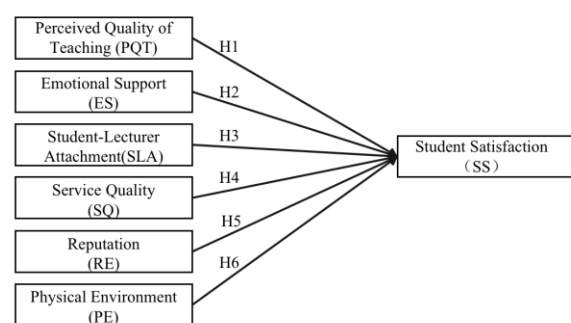 Perceived Quality of
Teaching (PQT)
H1
Emotional Support
(ES)
H2
Student-Lecturer
Attachment(SLA)
H3
Student Satisfaction
（SS）
Service Quality
(SQ)
H4
Reputation
(RE)
H5
Physical Environment
(PE)
H6